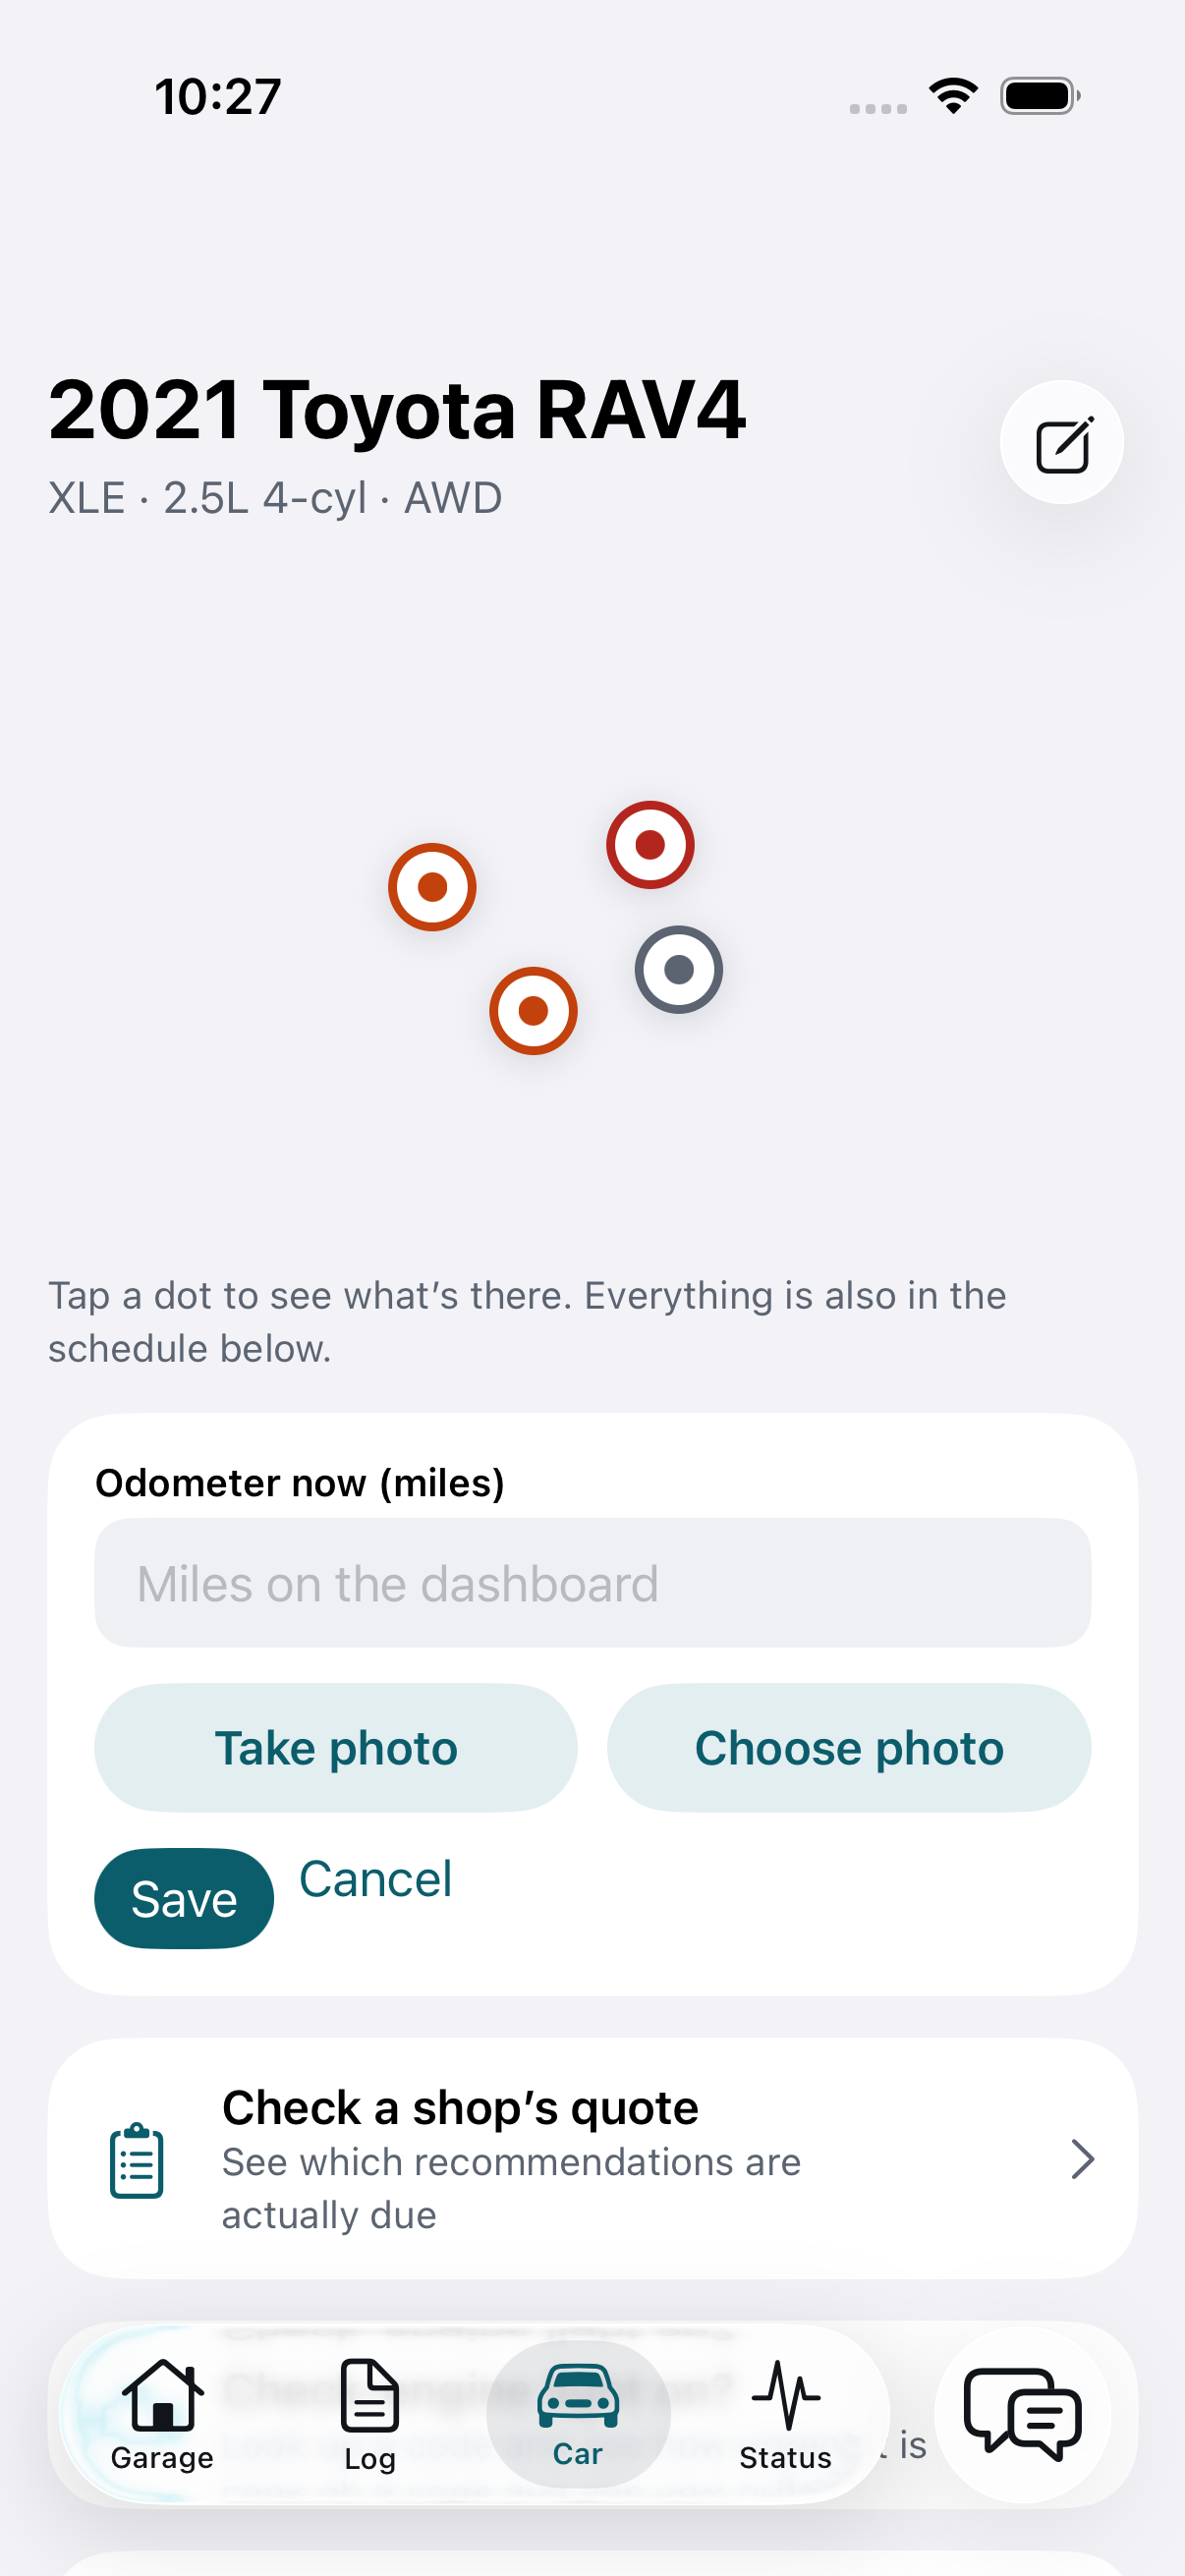 10:27
2021 Toyota RAV4
XLE · 2.5L 4-cyl · AWD
Tap a dot to see what’s there. Everything is also in the
schedule below.
Odometer now (miles)
Miles on the dashboard
Take photo
Choose photo
Save
Cancel
Check a shop’s quote
See which recommendations are
actually due
is
Garage
Log
Car
Status